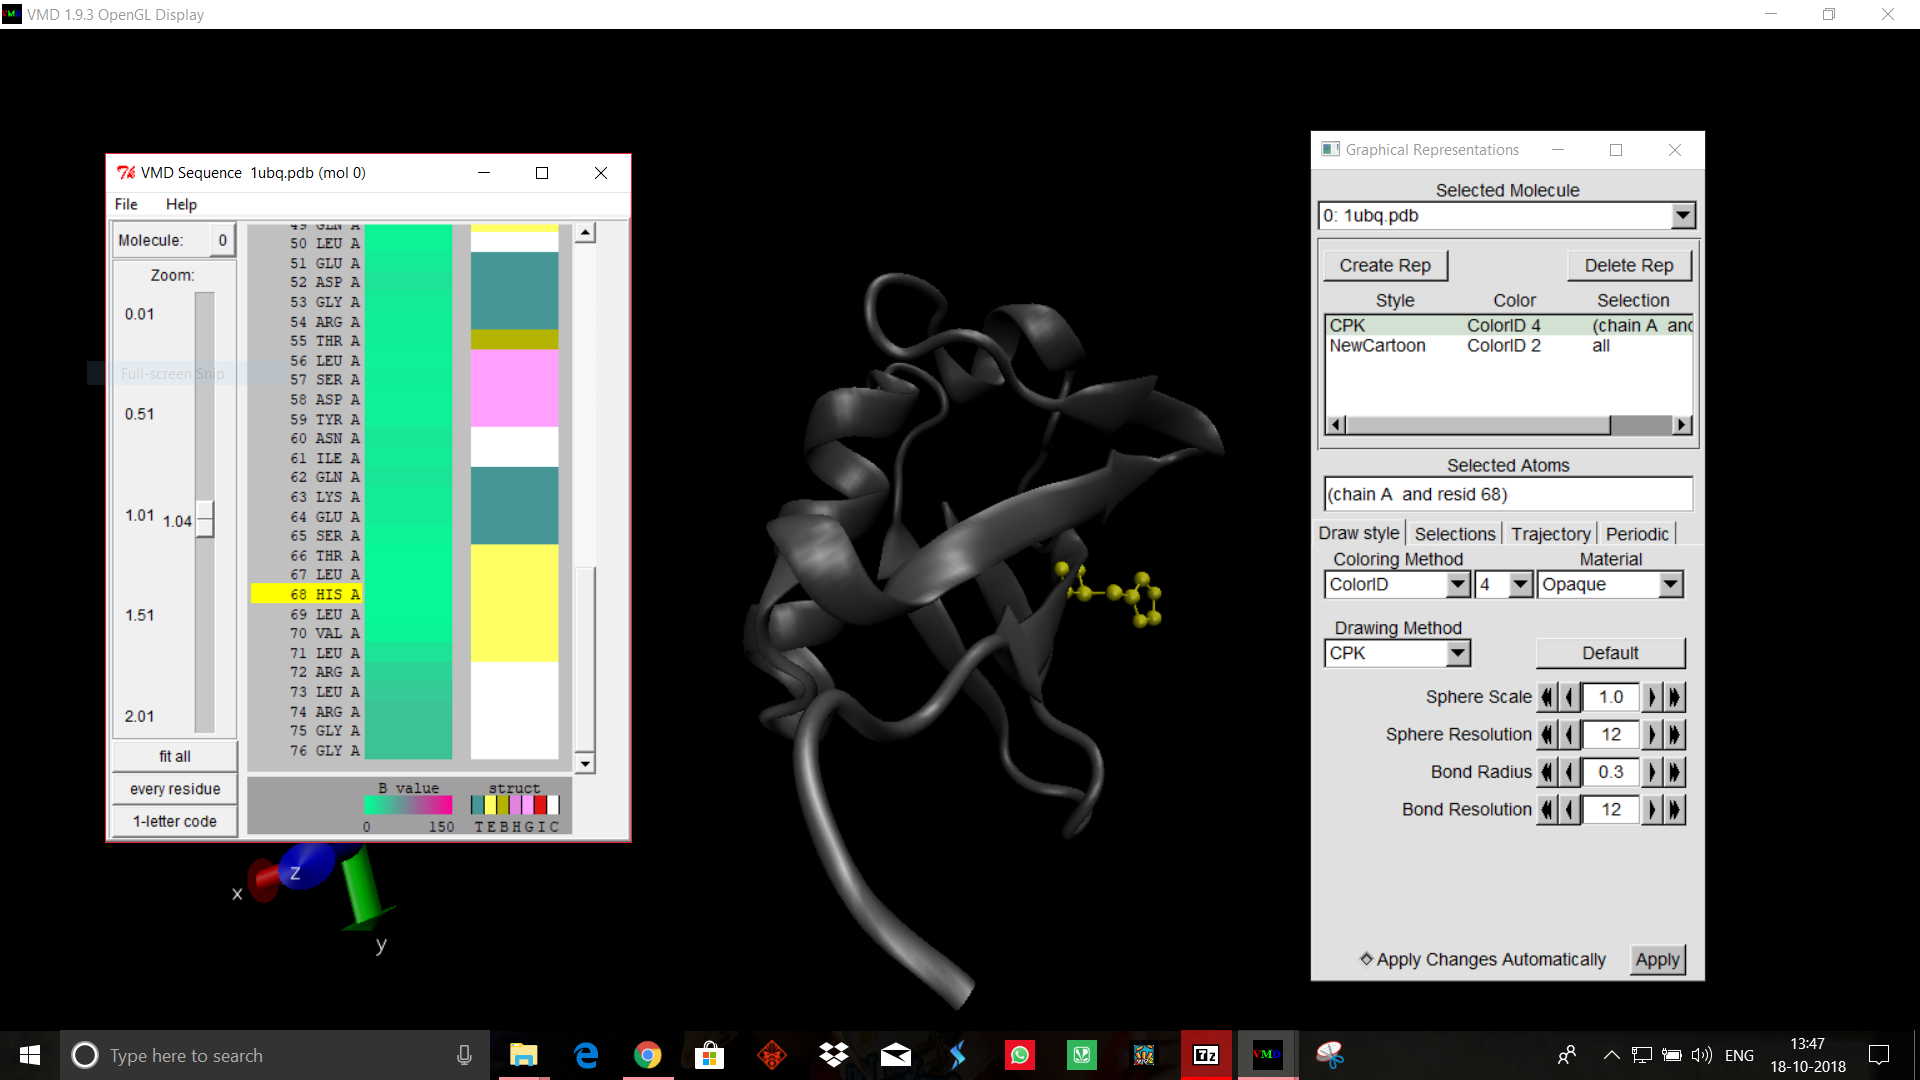 VMD 1.9.3 OpenGL Display
VMD Sequence 1ubq.pdb (mol 0)
File Help
Molecule: 0
Zoom:
0.01
0.51
1.01 1.04
1.51
2.01
fit all
every residue
1-letter code
Full-screen Snip
49 GLN A
50 LEU A
51 GLU A
52 ASP A
53 GLY A
54 ARG A
55 THR A
56 LEU A
57 SER A
58 ASP A
59 TYR A
60 ASN A
61 ILE A
62 GLN A
63 LYS A
64 GLU A
65 SER A
66 THR A
67 LEU A
68 HIS A
69 LEU A
70 VAL A
71 LEU A
72 ARG A
73 LEU A
74 ARG A
75 GLY A
76 GLY A
B value struct
0 150 T E B H G I C
x z
y
Graphical Representations
Selected Molecule
0: 1ubq.pdb
Create Rep Delete Rep
Style Color Selection
CPK ColorID 4 (chain A and
NewCartoon ColorID 2 all
Selected Atoms
(chain A and resid 68)
Draw style Selections Trajectory Periodic
Coloring Method Material
ColorID 4 Opaque
Drawing Method
CPK Default
Sphere Scale 1.0
Sphere Resolution 12
Bond Radius 0.3
Bond Resolution 12
Apply Changes Automatically Apply
Type here to search
7z VMD
ENG
13:47
18-10-2018